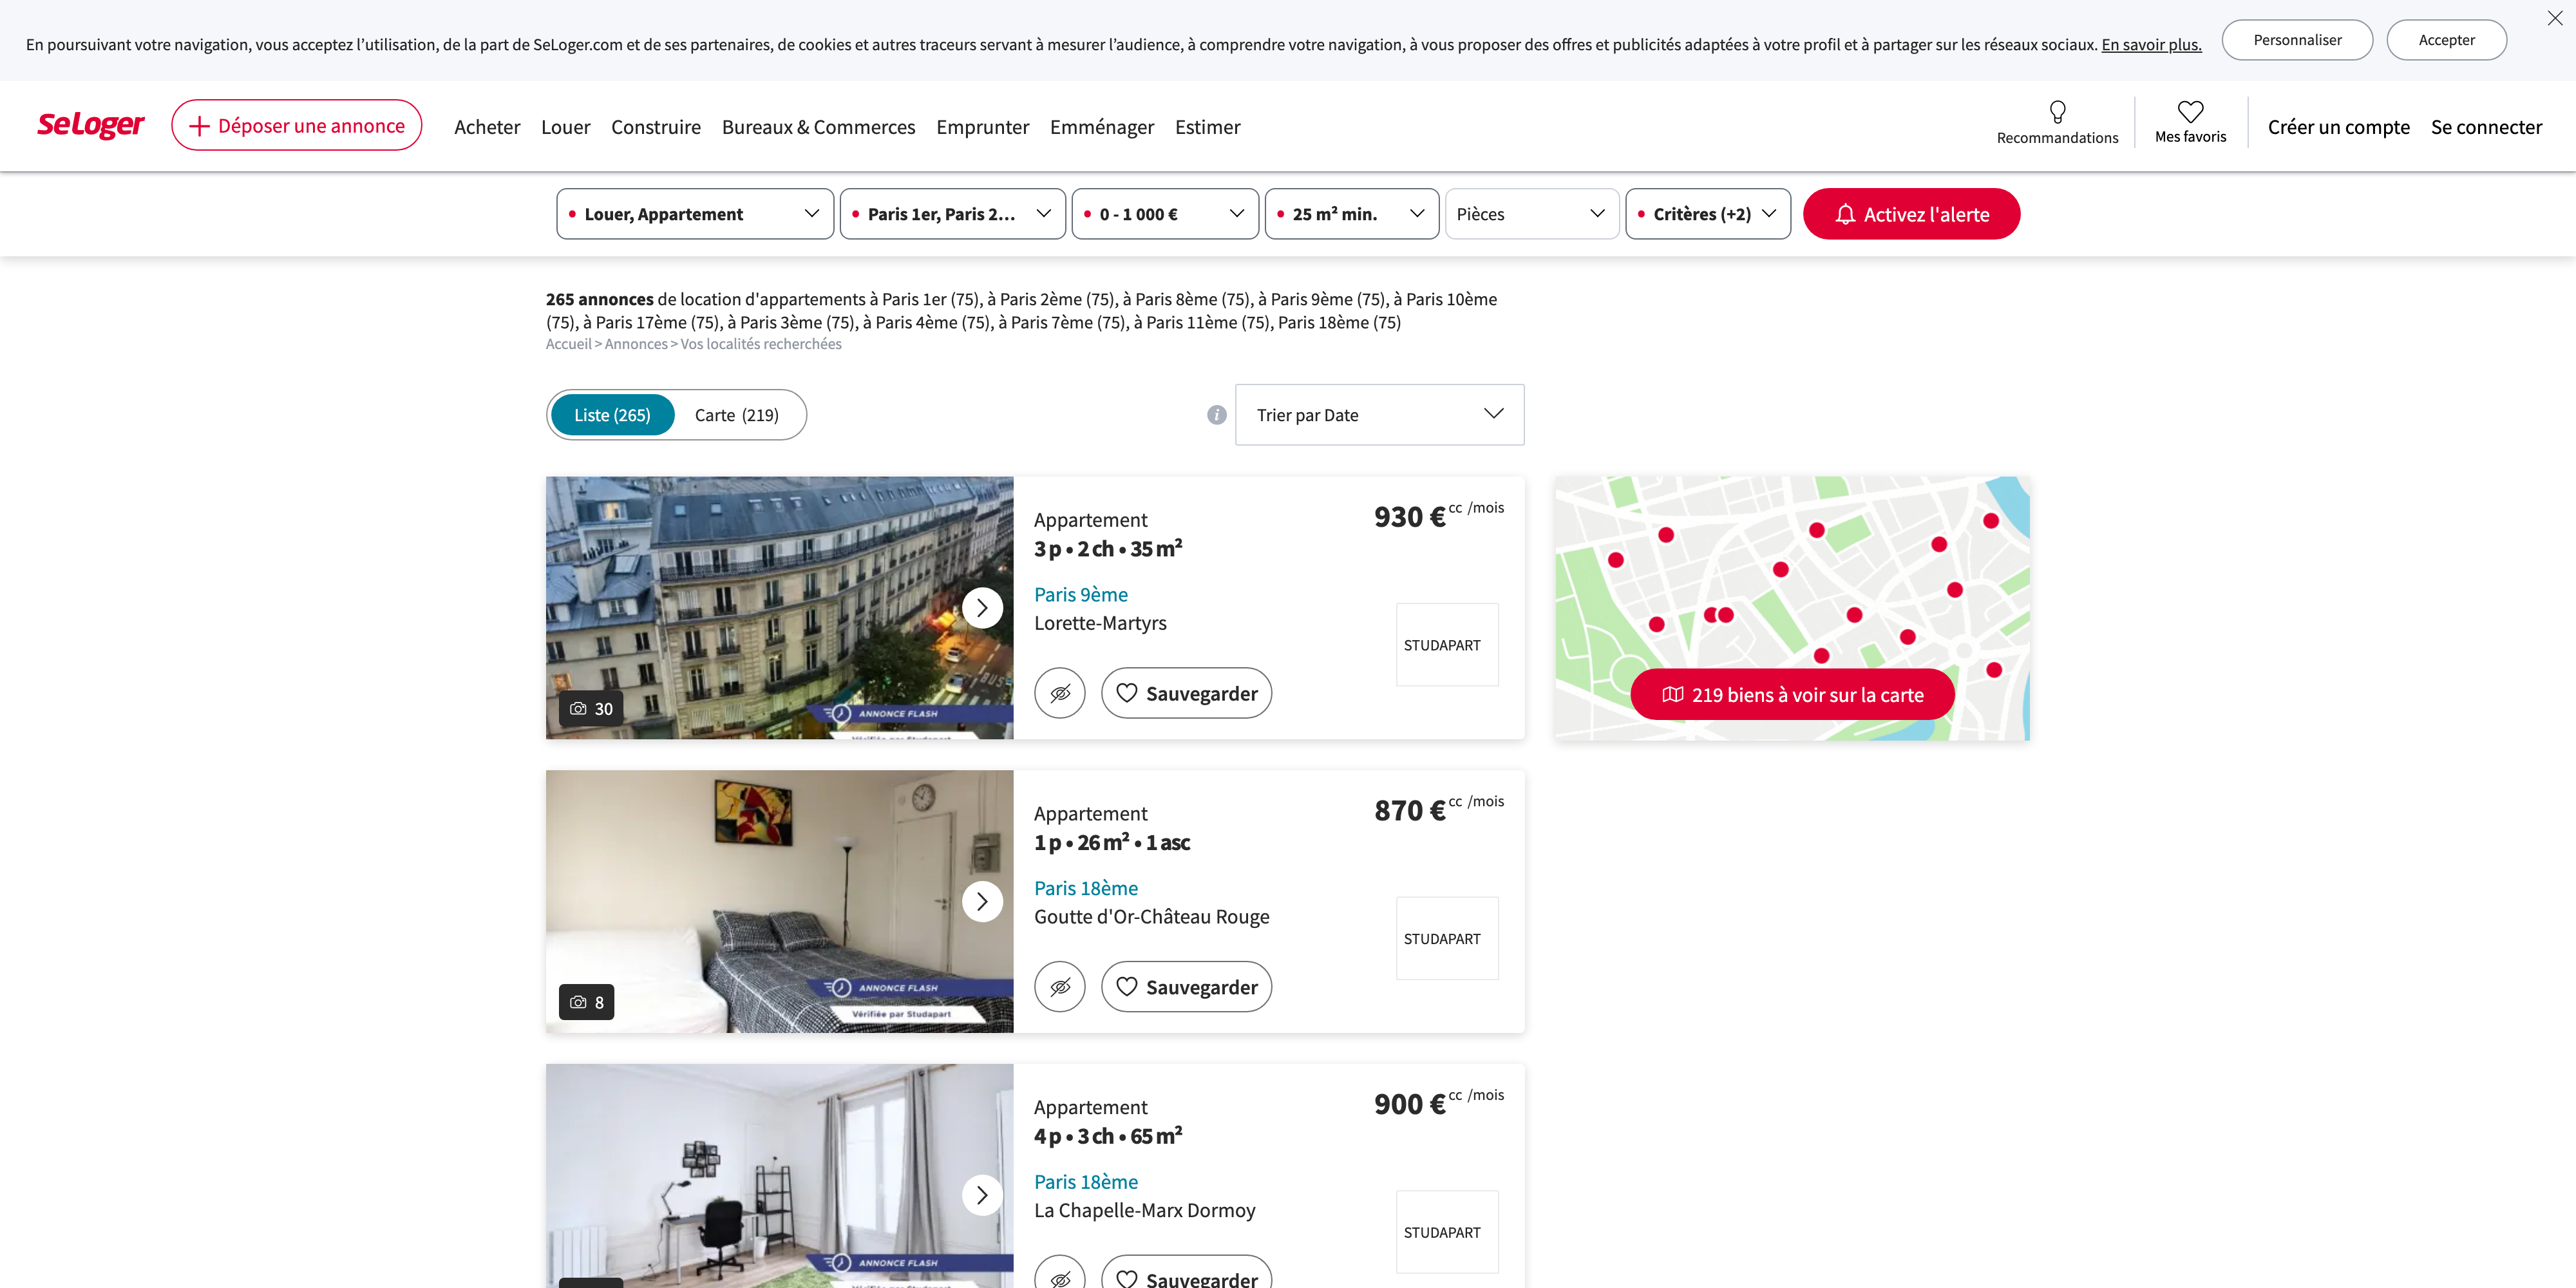 En poursuivant votre navigation, vous acceptez l’utilisation, de la part de SeLoger.com et de ses partenaires, de cookies et autres traceurs servant à mesurer l’audience, à comprendre votre navigation, à vous proposer des offres et publicités adaptées à votre profil et à partager sur les réseaux sociaux. En savoir plus.
Personnaliser
Accepter
SeLoger
Déposer une annonce
Acheter
Louer
Construire
Bureaux & Commerces
Emprunter
Emménager
Estimer
Recommandations
Mes favoris
Créer un compte
Se connecter
Louer, Appartement
Paris 1er, Paris 2...
0 - 1 000 €
25 m² min.
Pièces
Critères (+2)
Activez l'alerte
265 annonces de location d'appartements à Paris 1er (75), à Paris 2ème (75), à Paris 8ème (75), à Paris 9ème (75), à Paris 10ème
(75), à Paris 17ème (75), à Paris 3ème (75), à Paris 4ème (75), à Paris 7ème (75), à Paris 11ème (75), Paris 18ème (75)
Accueil > Annonces > Vos localités recherchées
Liste (265)
Carte (219)
Trier par Date
Appartement
930 € cc /mois
3 p • 2 ch • 35 m²
Paris 9ème
Lorette-Martyrs
STUDAPART
Sauvegarder
30
ANNONCE FLASH
BUS
219 biens à voir sur la carte
Appartement
870 € cc /mois
1 p • 26 m² • 1 asc
Paris 18ème
Goutte d'Or-Château Rouge
STUDAPART
Sauvegarder
8
ANNONCE FLASH
Vérifiée par Studapart
Appartement
900 € cc /mois
4 p • 3 ch • 65 m²
Paris 18ème
La Chapelle-Marx Dormoy
STUDAPART
Sauvegarder
ANNONCE FLASH